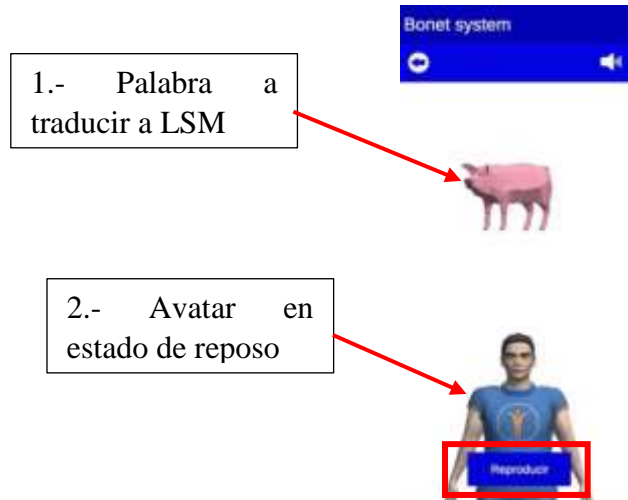 Bonet system
1.- Palabra a
traducir a LSM
2.- Avatar en
estado de reposo
Reproducir